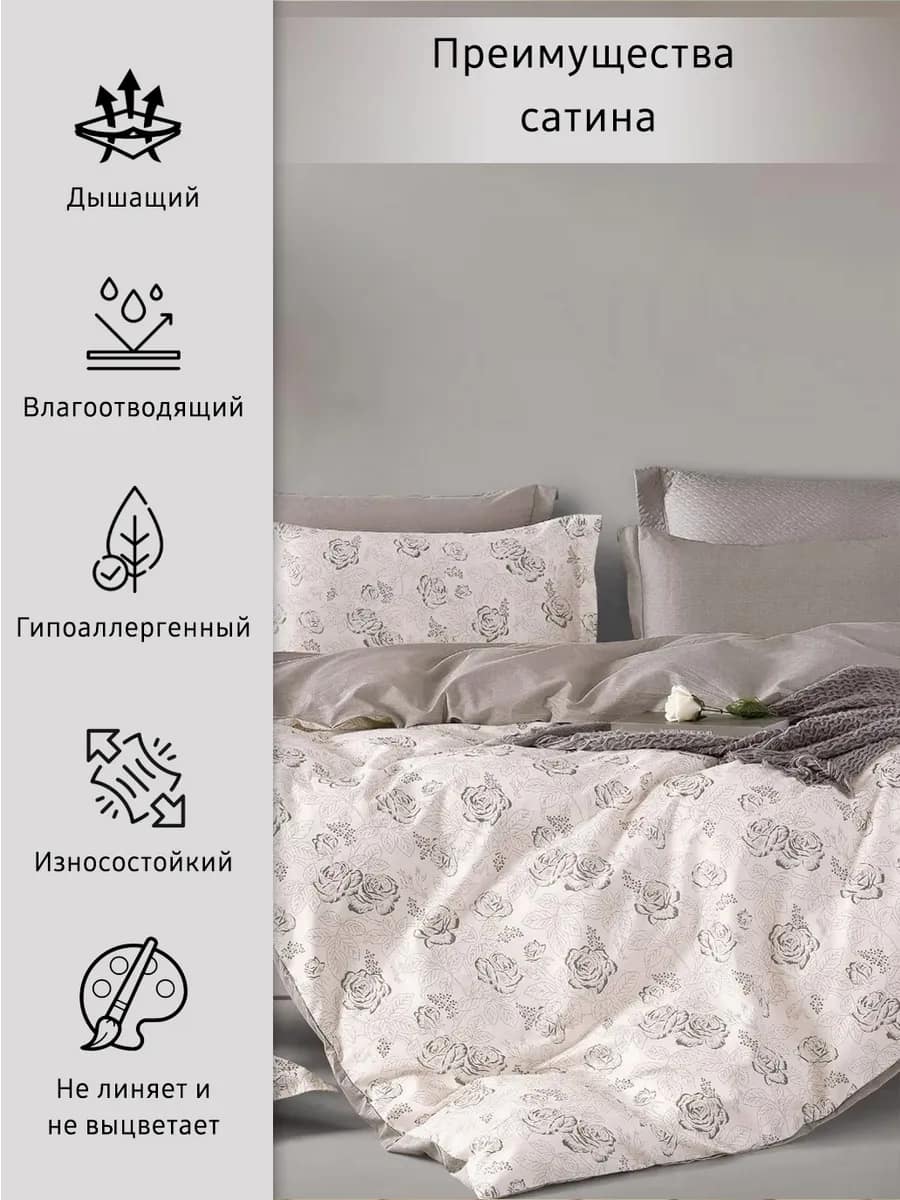 Преимущества
сатина
Дышащий
Влагоотводящий
Гипоаллергенный
Износостойкий
Не линяет и
не выцветает